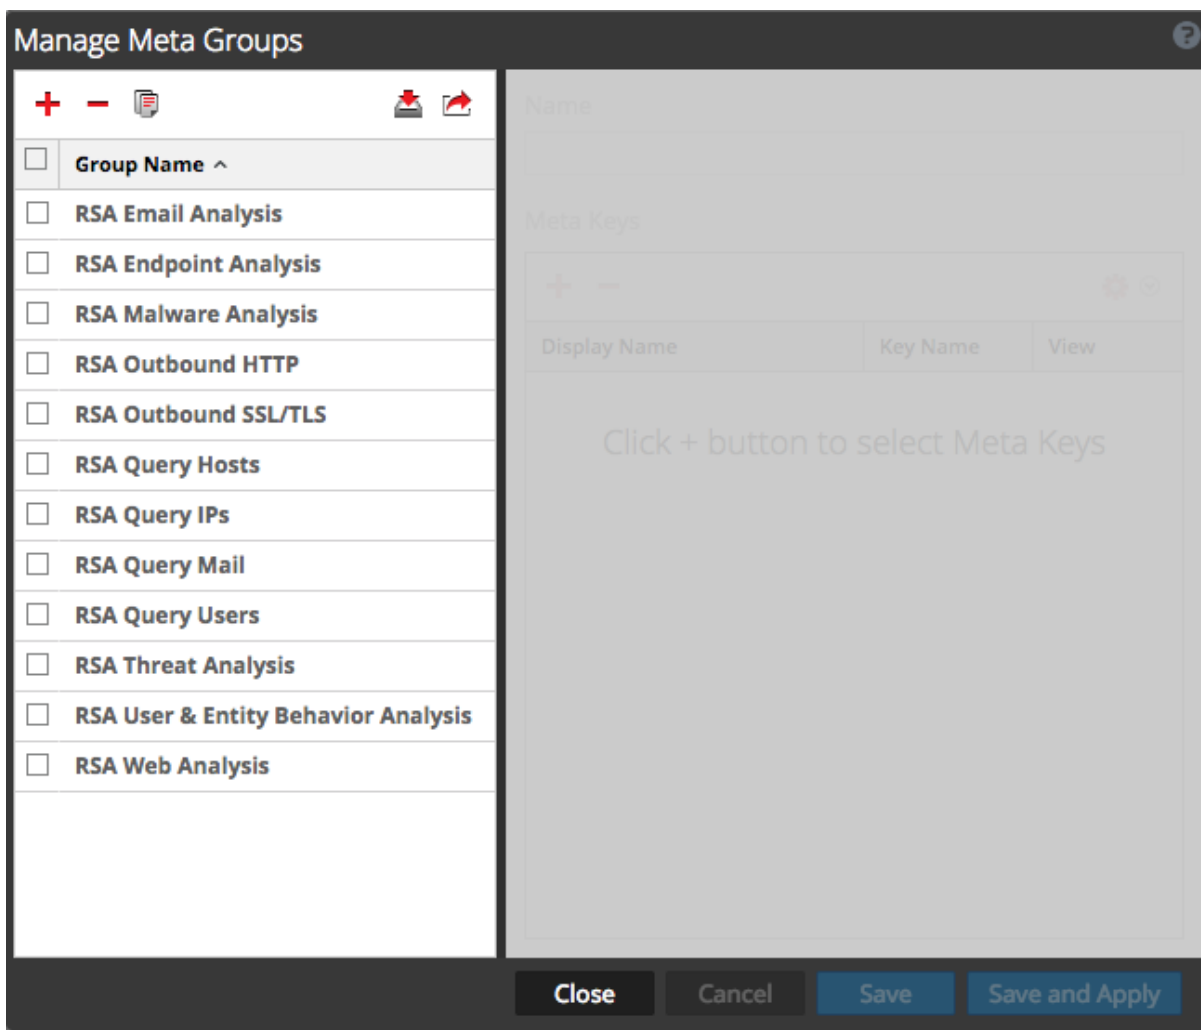 Manage Meta Groups
Group Name
RSA Email Analysis
RSA Endpoint Analysis
RSA Malware Analysis
RSA Outbound HTTP
RSA Outbound SSL/TLS
RSA Query Hosts
RSA Query IPs
RSA Query Mail
RSA Query Users
RSA Threat Analysis
RSA User & Entity Behavior Analysis
RSA Web Analysis
Name
Meta Keys
Display Name Key Name View
Click + button to select Meta Keys
Close Cancel Save Save and Apply